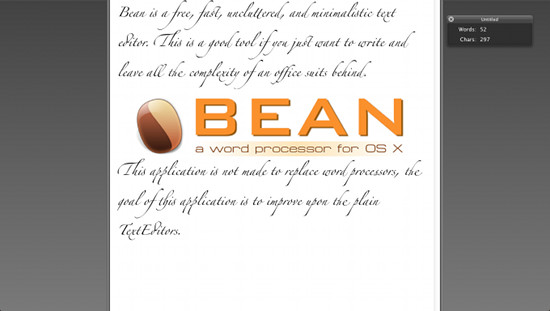 Bean is a free, fast, uncluttered, and minimalistic text
editor. This is a good tool if you just want to write and
leave all the complexity of an office suits behind.
BEAN
a word processor for OS X
This application is not made to replace word processors, the
goal of this application is to improve upon the plain
TextEditors.
Untitled
Words: 52
Chars: 297